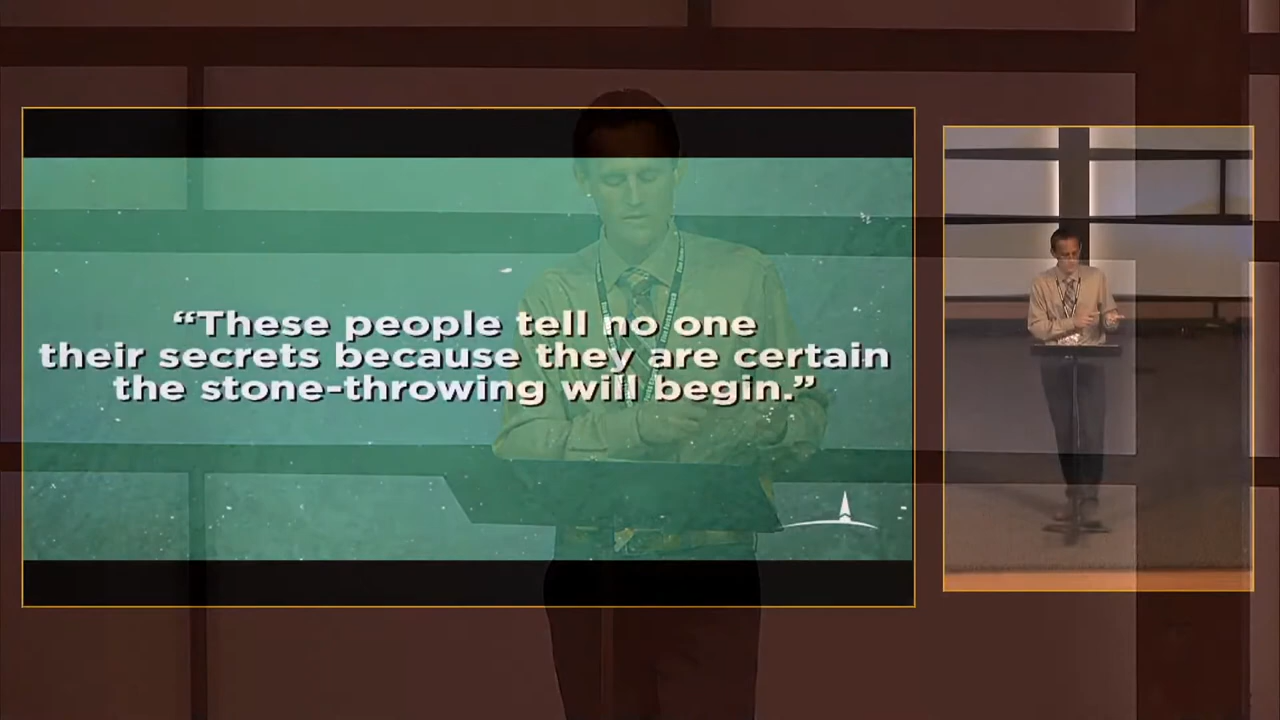 “These people tell no one
their secrets because they are certain
the stone-throwing will begin.”